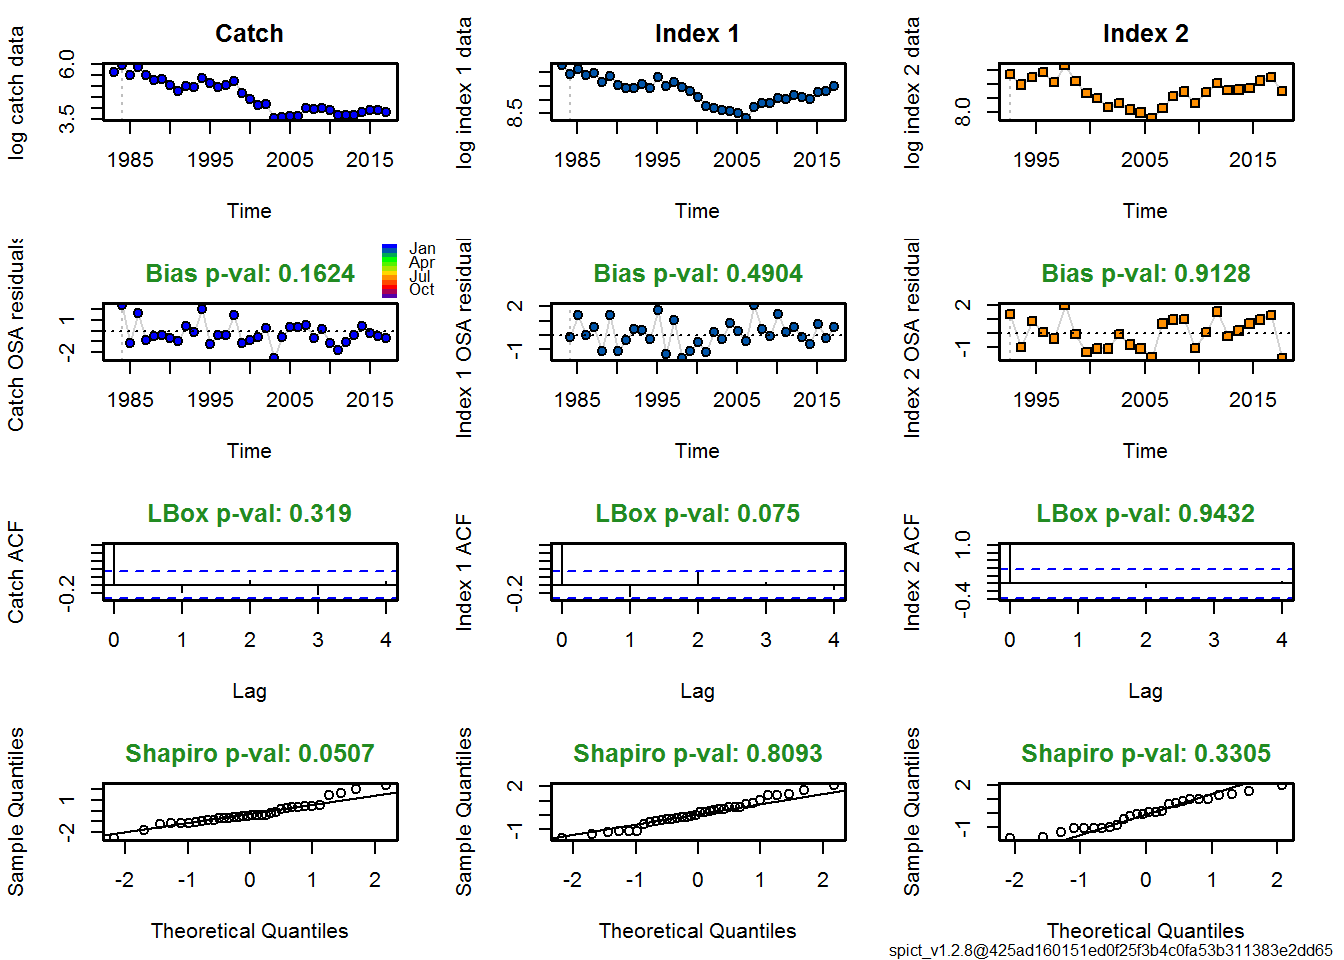 Catch
log catch data
6.0
3.5
1985 1995 2005 2015
Time
Index 1
log index 1 data
8.5
1985 1995 2005 2015
Time
Index 2
log index 2 data
8.0
1995 2005 2015
Time
Bias p-val: 0.1624
Jan
Apr
Jul
Oct
Catch OSA residuals
1
-2
1985 1995 2005 2015
Time
Bias p-val: 0.4904
Index 1 OSA residual
2
-1
1985 1995 2005 2015
Time
Bias p-val: 0.9128
Index 2 OSA residual
2
-1
1995 2005 2015
Time
LBox p-val: 0.319
Catch ACF
-0.2
0 1 2 3 4
Lag
LBox p-val: 0.075
Index 1 ACF
-0.2
0 1 2 3 4
Lag
LBox p-val: 0.9432
Index 2 ACF
1.0
-0.4
0 1 2 3 4
Lag
Shapiro p-val: 0.0507
Sample Quantiles
1
-2
-2 -1 0 1 2
Theoretical Quantiles
Shapiro p-val: 0.8093
Sample Quantiles
2
-1
-2 -1 0 1 2
Theoretical Quantiles
Shapiro p-val: 0.3305
Sample Quantiles
2
-1
-2 -1 0 1 2
Theoretical Quantiles
spict_v1.2.8@425ad160151ed0f25f3b4c0fa53b311383e2dd65